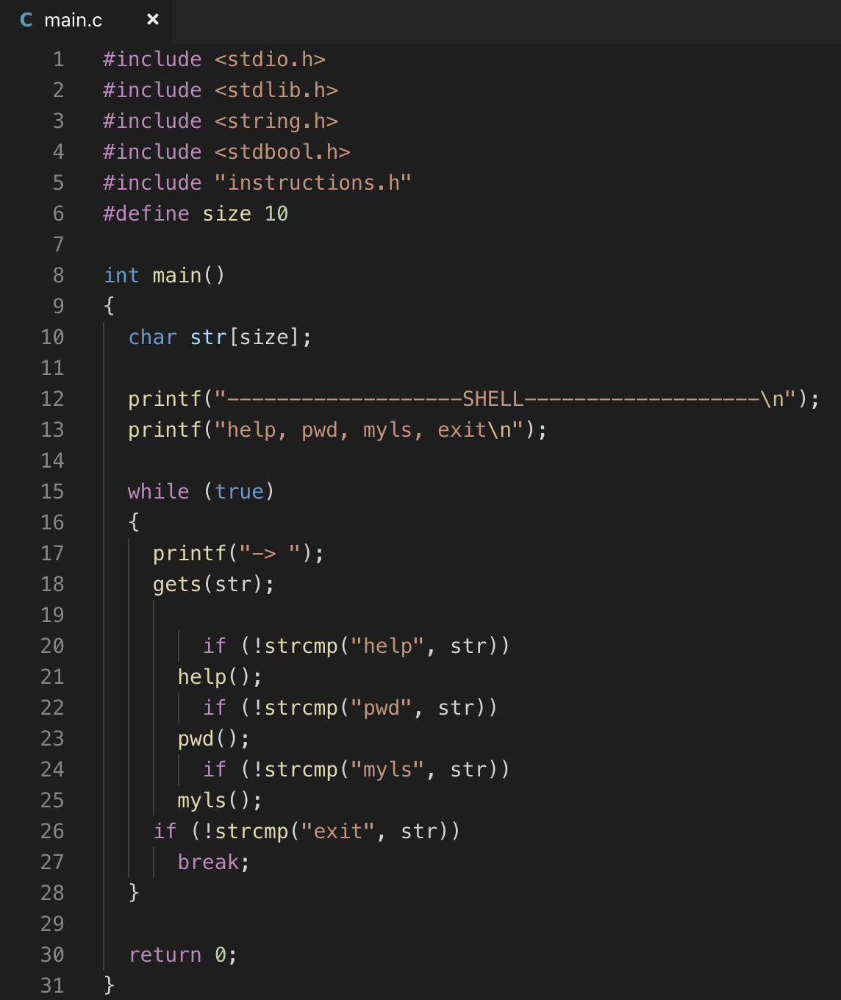 C main.c ×
1 #include <stdio.h>
2 #include <stdlib.h>
3 #include <string.h>
4 #include <stdbool.h>
5 #include "instructions.h"
6 #define size 10
7
8 int main()
9 {
10   char str[size];
11
12   printf("-------------------SHELL-------------------\n");
13   printf("help, pwd, myls, exit\n");
14
15   while (true)
16   {
17     printf("-> ");
18     gets(str);
19
20         if (!strcmp("help", str))
21       help();
22         if (!strcmp("pwd", str))
23       pwd();
24         if (!strcmp("myls", str))
25       myls();
26     if (!strcmp("exit", str))
27       break;
28   }
29
30   return 0;
31 }